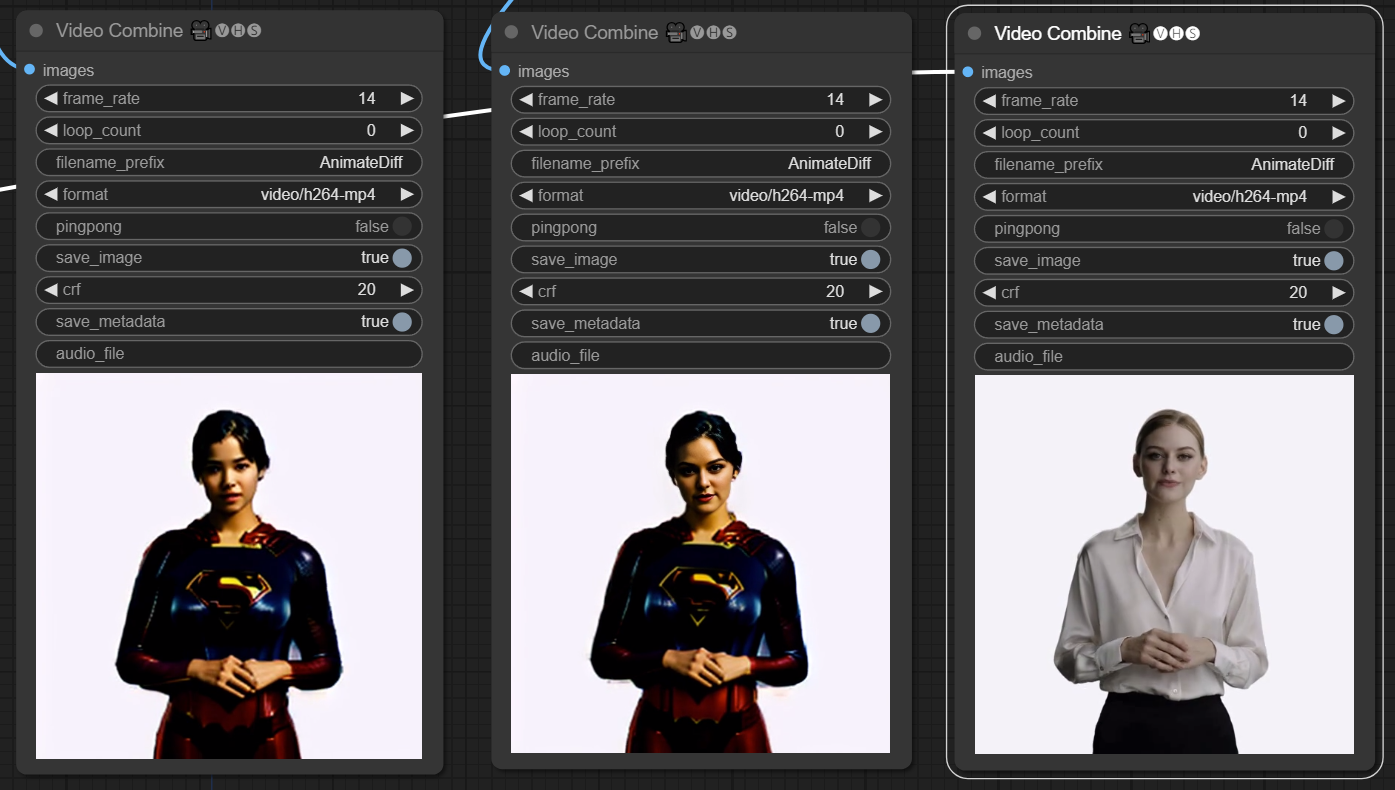 Video Combine 🎥🅥🅗🅢
images
frame_rate 14
loop_count 0
filename_prefix AnimateDiff
format video/h264-mp4
pingpong false
save_image true
crf 20
save_metadata true
audio_file
S
Video Combine 🎥🅥🅗🅢
images
frame_rate 14
loop_count 0
filename_prefix AnimateDiff
format video/h264-mp4
pingpong false
save_image true
crf 20
save_metadata true
audio_file
S
Video Combine 🎥🅥🅗🅢
images
frame_rate 14
loop_count 0
filename_prefix AnimateDiff
format video/h264-mp4
pingpong false
save_image true
crf 20
save_metadata true
audio_file